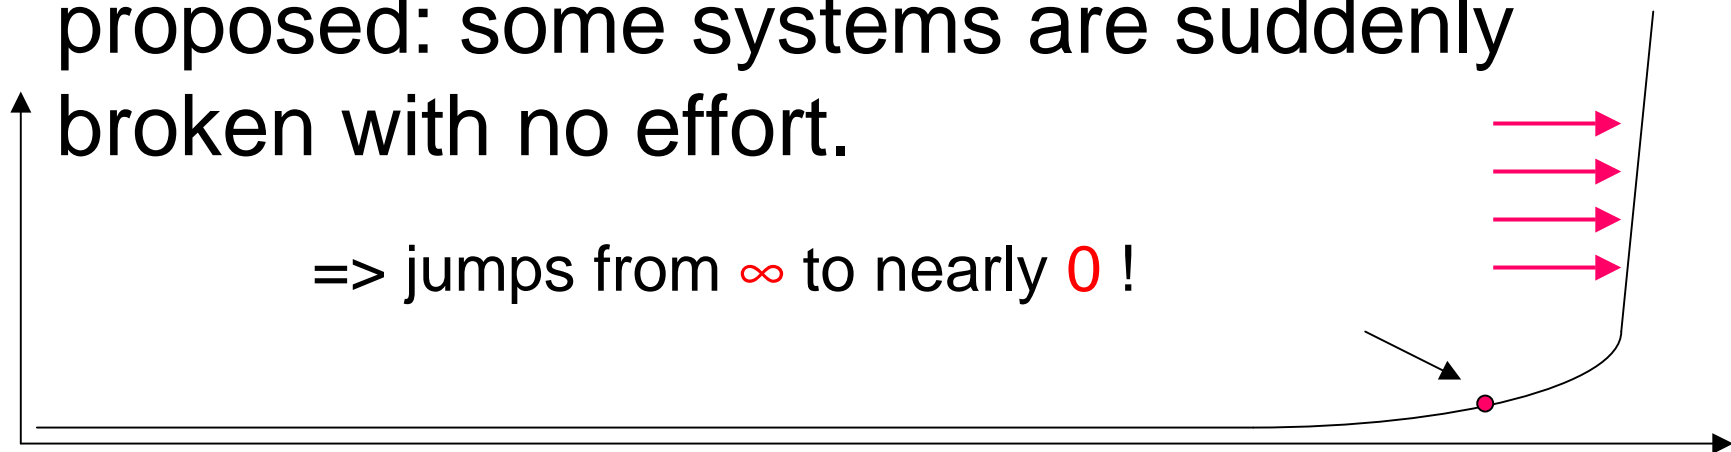 proposed: some systems are suddenly
broken with no effort.
=> jumps from ∞ to nearly 0 !